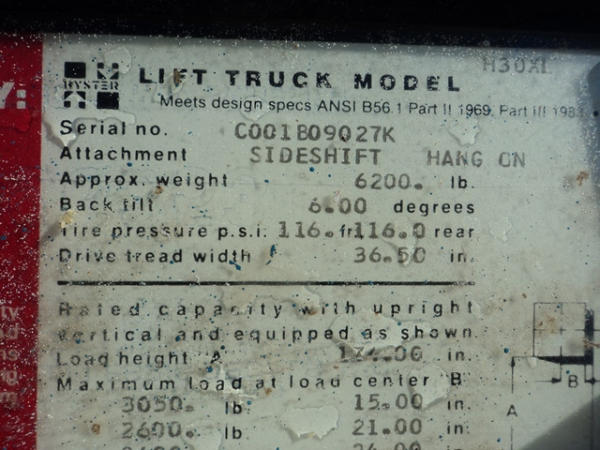 H30XL
HYSTER
LIFT TRUCK MODEL
Meets design specs ANSI B56.1 Part II 1969, Part III 1983
Serial no. C001B09027K
Attachment SIDESHIFT HANG ON
Approx. weight 6200. lb.
Back tilt 6.00 degrees
Tire pressure p.s.i. 116.fr116.0 rear
Drive tread width 36.50 in.
Rated capacity with upright
vertical and equipped as shown
Load height A in.
Maximum Load at load center B
3050. lb. 15.00 in.
2600. lb. 21.00 in.
B
A
Y: